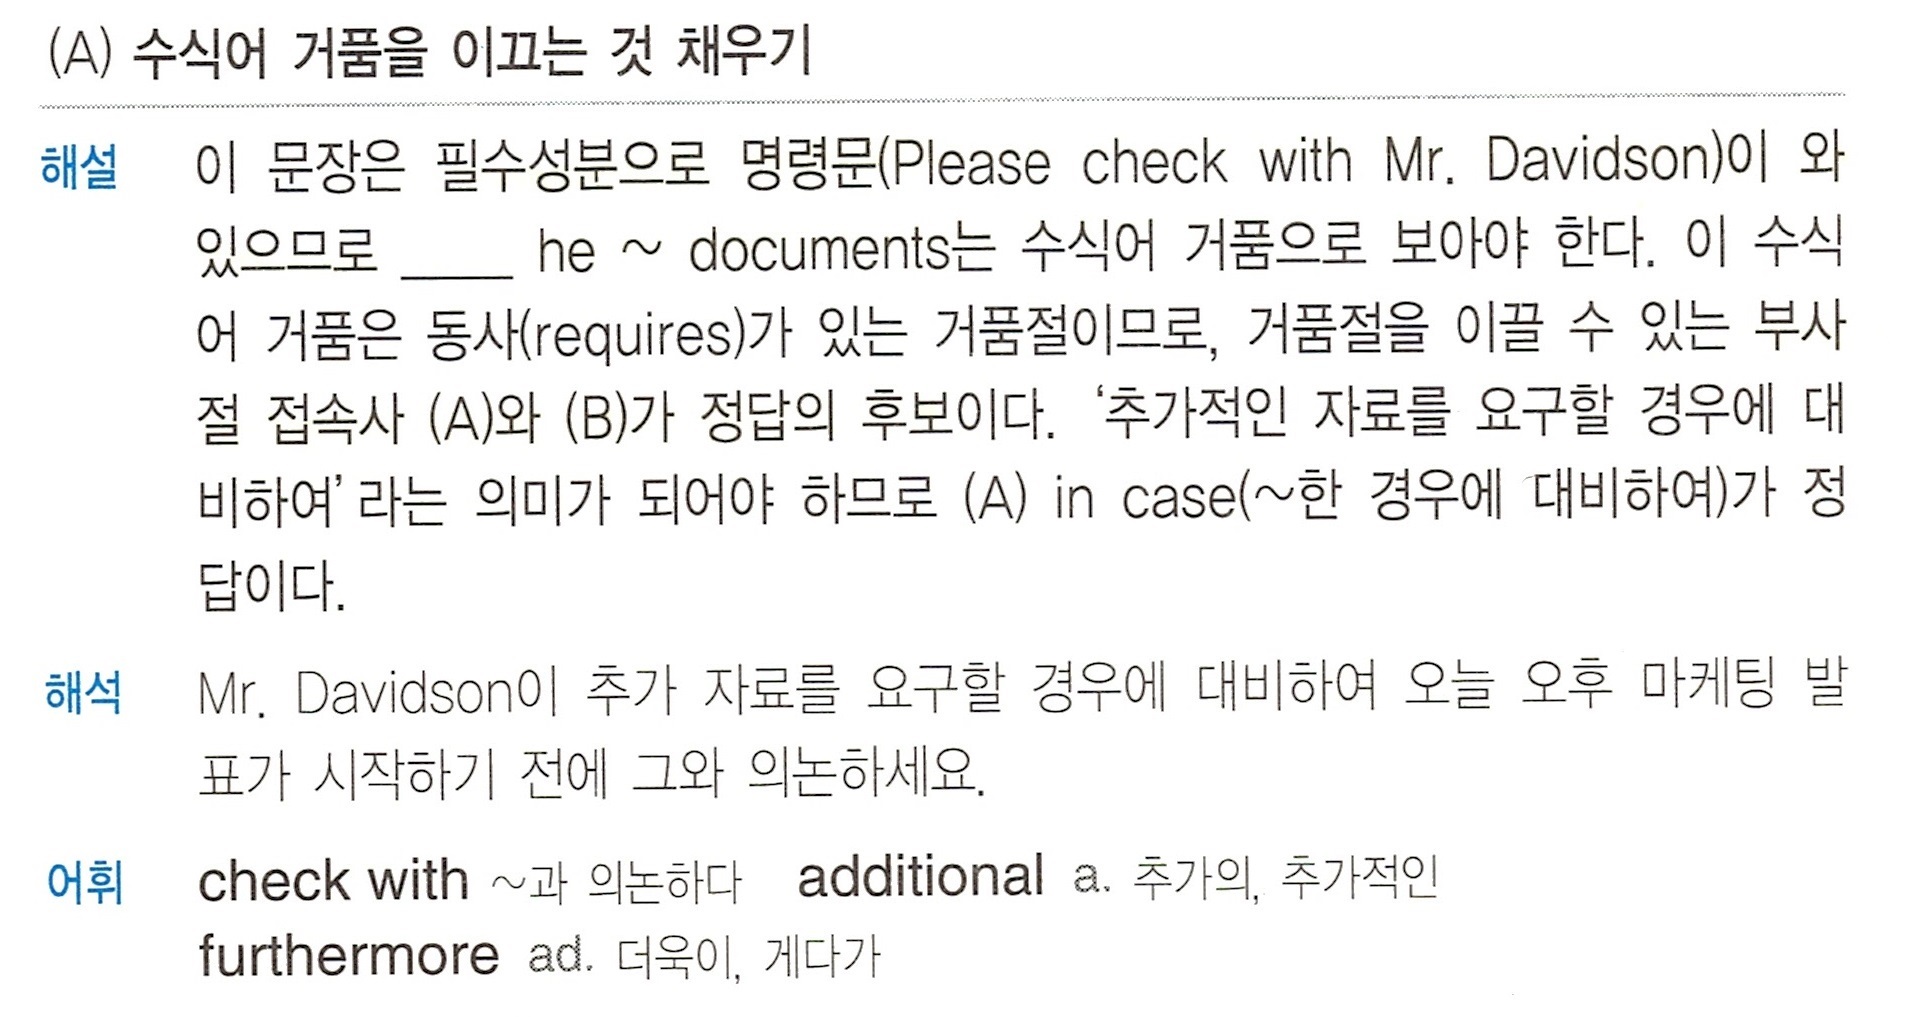 (A) 수식어 거품을 이끄는 것 채우기
해설 이 문장은 필수성분으로 명령문(Please check with Mr. Davidson)이 와
있으므로 ____ he ~ documents는 수식어 거품으로 보아야 한다. 이 수식
어 거품은 동사(requires)가 있는 거품절이므로, 거품절을 이끌 수 있는 부사
절 접속사 (A)와 (B)가 정답의 후보이다. ‘추가적인 자료를 요구할 경우에 대
비하여’라는 의미가 되어야 하므로 (A) in case(~한 경우에 대비하여)가 정
답이다.
해석 Mr. Davidson이 추가 자료를 요구할 경우에 대비하여 오늘 오후 마케팅 발
표가 시작하기 전에 그와 의논하세요.
어휘 check with ~과 의논하다 additional a. 추가의, 추가적인
furthermore ad. 더욱이, 게다가